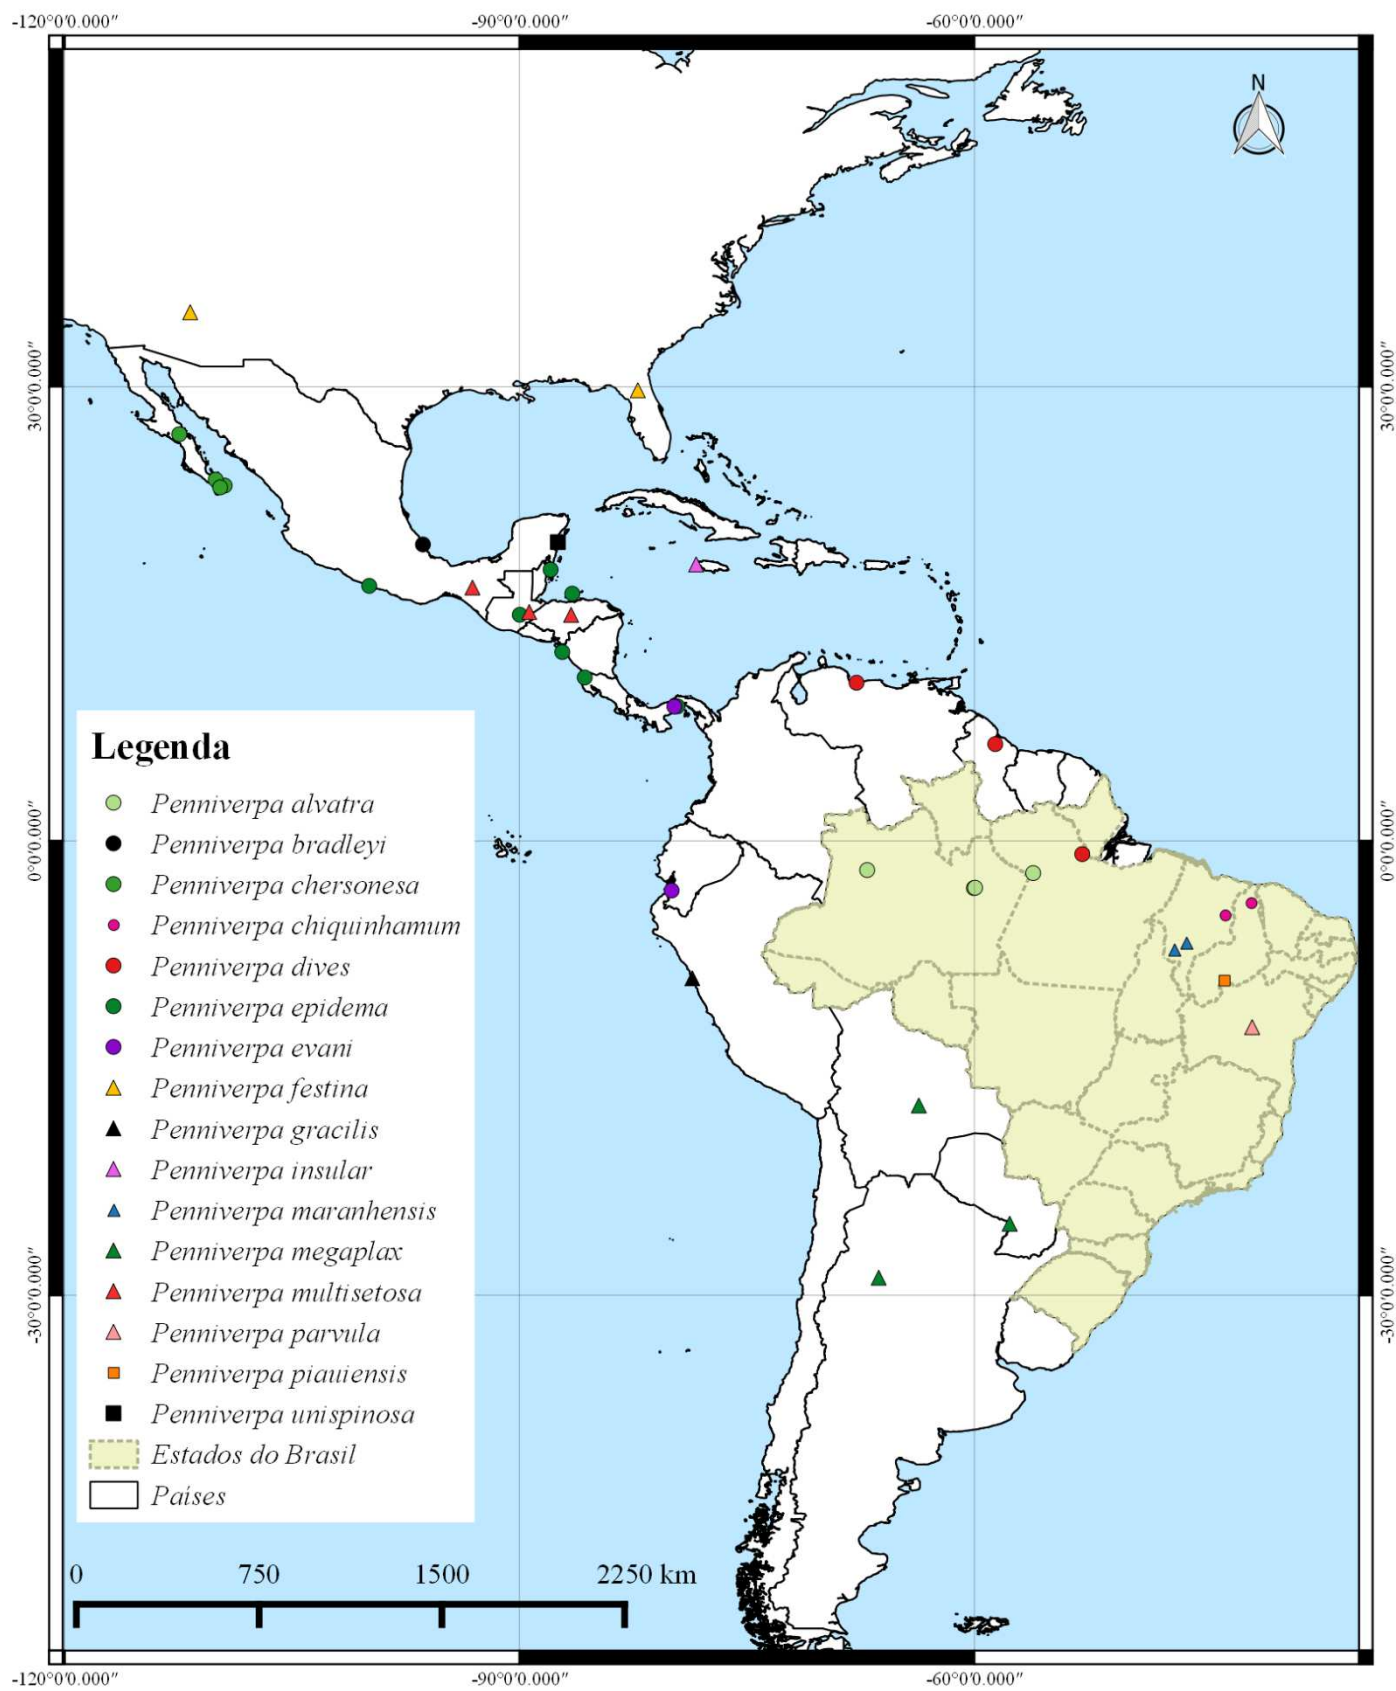 -120°0'0.000"
-90°0'0.000"
-60°0'0.000"
N
30°0'0.000"
30°0'0.000"
0°0'0.000"
0°0'0.000"
-30°0'0.000"
-30°0'0.000"
Legenda
Penniverpa alvatra
Penniverpa bradleyi
Penniverpa chersonesa
Penniverpa chiquinhamum
Penniverpa dives
Penniverpa epidema
Penniverpa evani
Penniverpa festina
Penniverpa gracilis
Penniverpa insular
Penniverpa maranhensis
Penniverpa megaplax
Penniverpa multisetosa
Penniverpa parvula
Penniverpa piauiensis
Penniverpa unispinosa
Estados do Brasil
Países
0 750 1500 2250 km
-120°0'0.000"
-90°0'0.000"
-60°0'0.000"